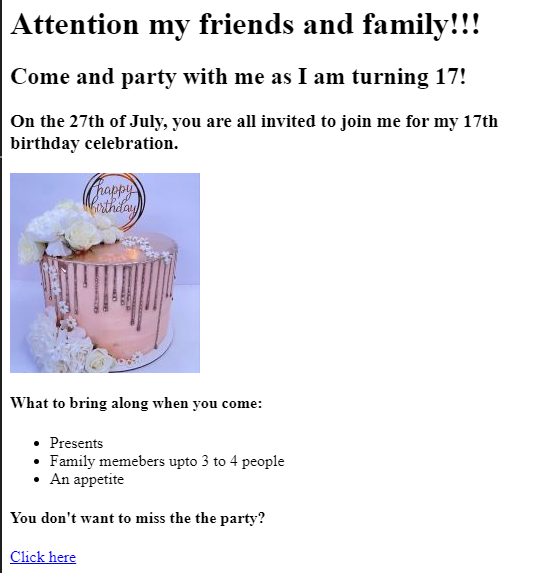 Attention my friends and family!!!
Come and party with me as I am turning 17!
On the 27th of July, you are all invited to join me for my 17th
birthday celebration.
happy
birthday
What to bring along when you come:
Presents
Family memebers upto 3 to 4 people
An appetite
You don't want to miss the the party?
Click here